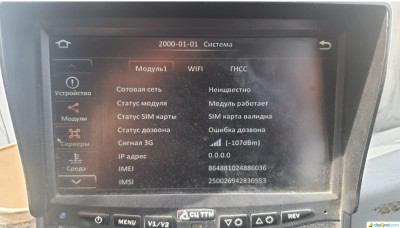 2000-01-01 Система
Модуль1 WIFI ГНСС
Устройство
Модули
Серверы
Среда
Сотовая сеть Неизвестно
Статус модуля Модуль работает
Статус SIM карты SIM карта валидна
Статус дозвона Ошибка дозвона
Сигнал 3G (-107dBm)
IP адрес 0.0.0.0
IMEI 864881024886036
IMSI 250026942830553
MENU V1/V2 СЦ ТТМ REV